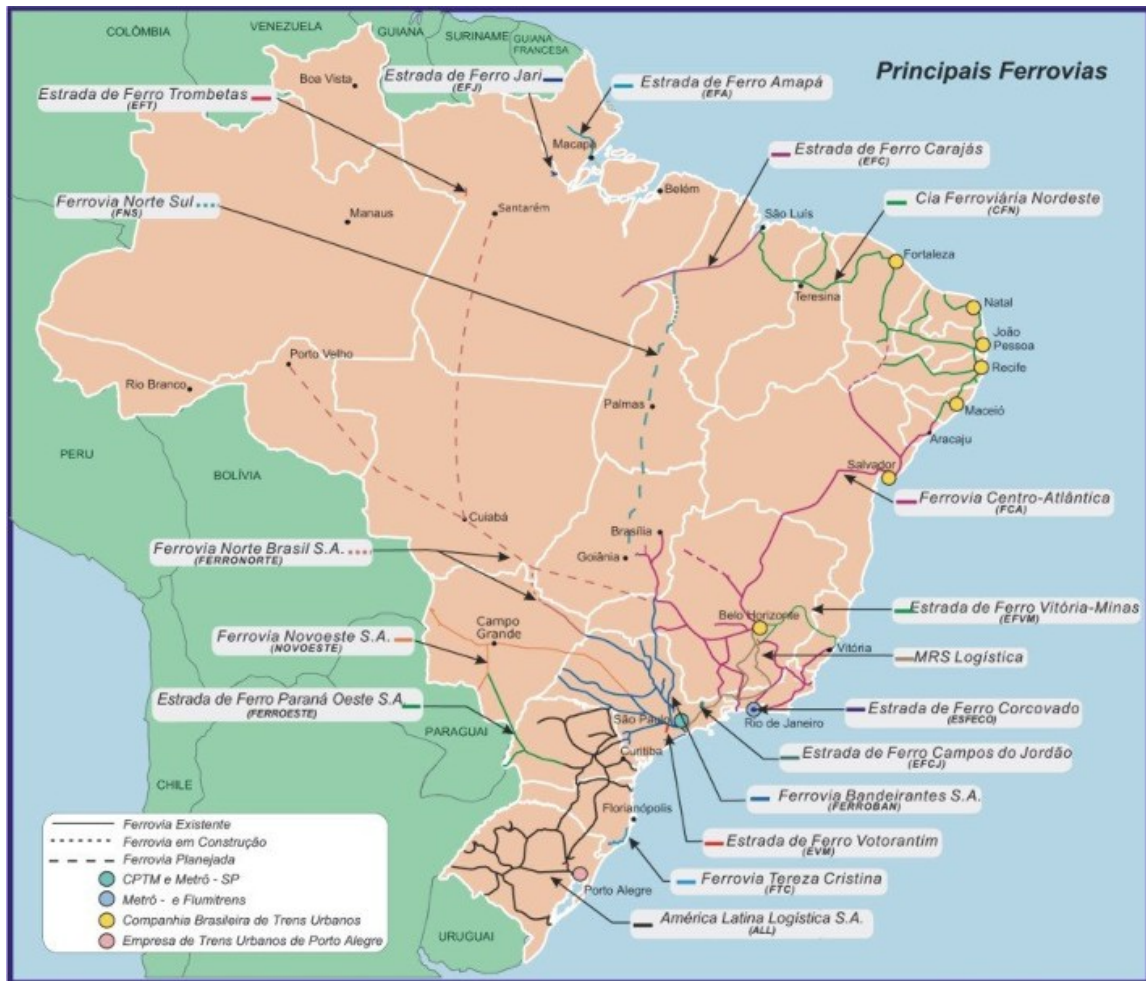 COLÔMBIA
VENEZUELA
GUIANA
SURINAME
GUIANA
FRANCESA
Principais Ferrovias
Boa Vista
Estrada de Ferro Jari
(EFJ)
Estrada de Ferro Amapá
(EFA)
Estrada de Ferro Trombetas
(EFT)
Macapá
Estrada de Ferro Carajás
(EFC)
Belém
Ferrovia Norte Sul
(FNS)
Manaus
Santarém
São Luís
Cia Ferroviária Nordeste
(CFN)
Fortaleza
Teresina
Natal
João
Pessoa
Recife
Porto Velho
Rio Branco
Palmas
Maceió
Aracaju
PERU
BOLÍVIA
Salvador
Ferrovia Centro-Atlântica
(FCA)
Cuiabá
Brasília
Goiânia
Ferrovia Norte Brasil S.A.
(FERRONORTE)
Belo Horizonte
Estrada de Ferro Vitória-Minas
(EFVM)
Campo
Grande
Ferrovia Novoeste S.A.
(NOVOESTE)
Vitória
MRS Logística
Estrada de Ferro Paraná Oeste S.A.
(FERROESTE)
São Paulo
Rio de Janeiro
Estrada de Ferro Corcovado
(ESFECO)
PARAGUAI
Curitiba
Estrada de Ferro Campos do Jordão
(EFCJ)
CHILE
Ferrovia Bandeirantes S.A.
(FERROBAN)
Florianópolis
Estrada de Ferro Votorantim
(EVM)
Ferrovia Tereza Cristina
(FTC)
Porto Alegre
América Latina Logística S.A.
(ALL)
URUGUAI
Ferrovia Existente
Ferrovia em Construção
Ferrovia Planejada
CPTM e Metrô - SP
Metrô - e Flumitrens
Companhia Brasileira de Trens Urbanos
Empresa de Trens Urbanos de Porto Alegre